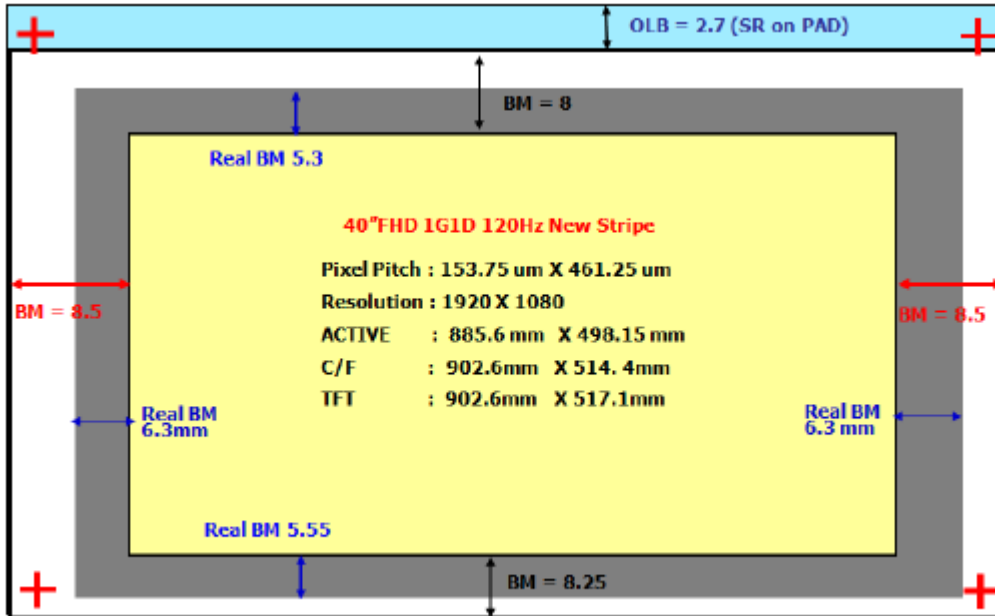 OLB = 2.7 (SR on PAD)
BM = 8
Real BM 5.3
40"FHD 1G1D 120Hz New Stripe
Pixel Pitch : 153.75 um X 461.25 um
Resolution : 1920 X 1080
BM = 8.5
BM = 8.5
ACTIVE : 885.6 mm X 498.15 mm
C/F : 902.6mm X 514. 4mm
TFT : 902.6mm X 517.1mm
Real BM
6.3mm
Real BM
6.3 mm
Real BM 5.55
BM = 8.25